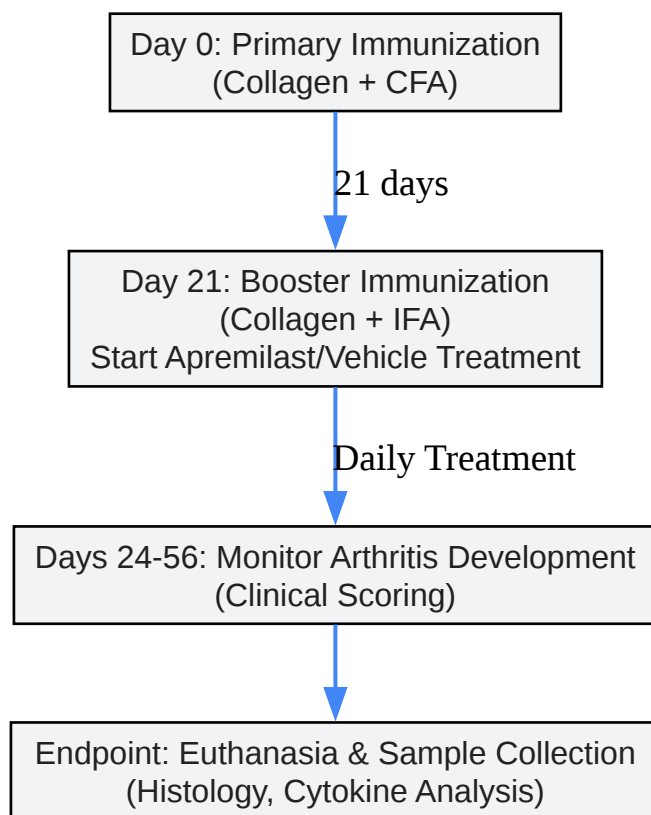 Day 0: Primary Immunization
(Collagen + CFA)
21 days
Day 21: Booster Immunization
(Collagen + IFA)
Start Apremilast/Vehicle Treatment
Daily Treatment
Days 24-56: Monitor Arthritis Development
(Clinical Scoring)
Endpoint: Euthanasia & Sample Collection
(Histology, Cytokine Analysis)